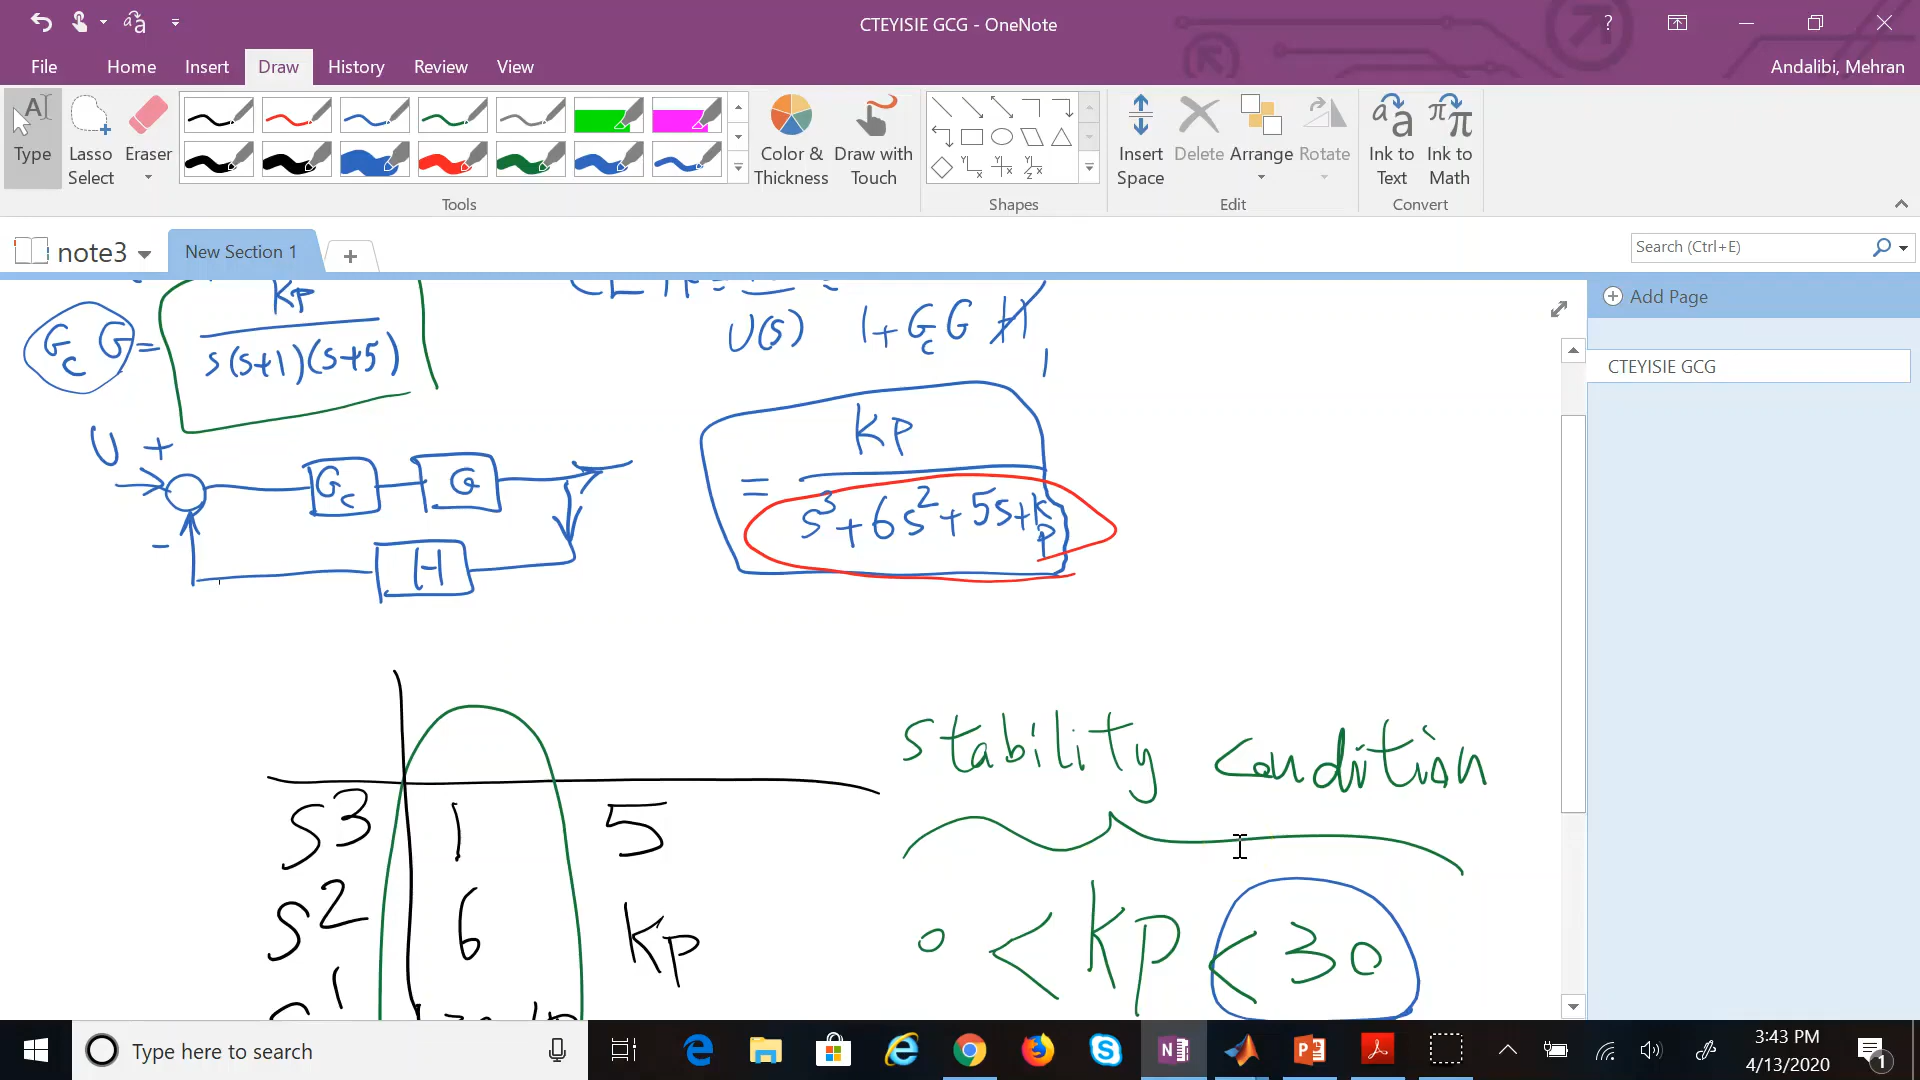 CTEYISIE GCG - OneNote
?
File Home Insert Draw History Review View
Andalibi, Mehran
Type
Lasso Select
Eraser
Color & Thickness
Draw with Touch
Insert Space
Delete
Arrange
Rotate
Ink to Text
Ink to Math
Tools
Shapes
Edit
Convert
note3
New Section 1
+
Search (Ctrl+E)
Add Page
CTEYISIE GCG
Gc G = Kp / s(s+1)(s+5)
U(s) 1 + Gc G H
1
U +
Gc G
-
H
= Kp / s³+6s²+5s+Kp
Stability condition
s3 1 5
s2 6 Kp
0 < Kp < 30
Type here to search
3:43 PM
4/13/2020
1